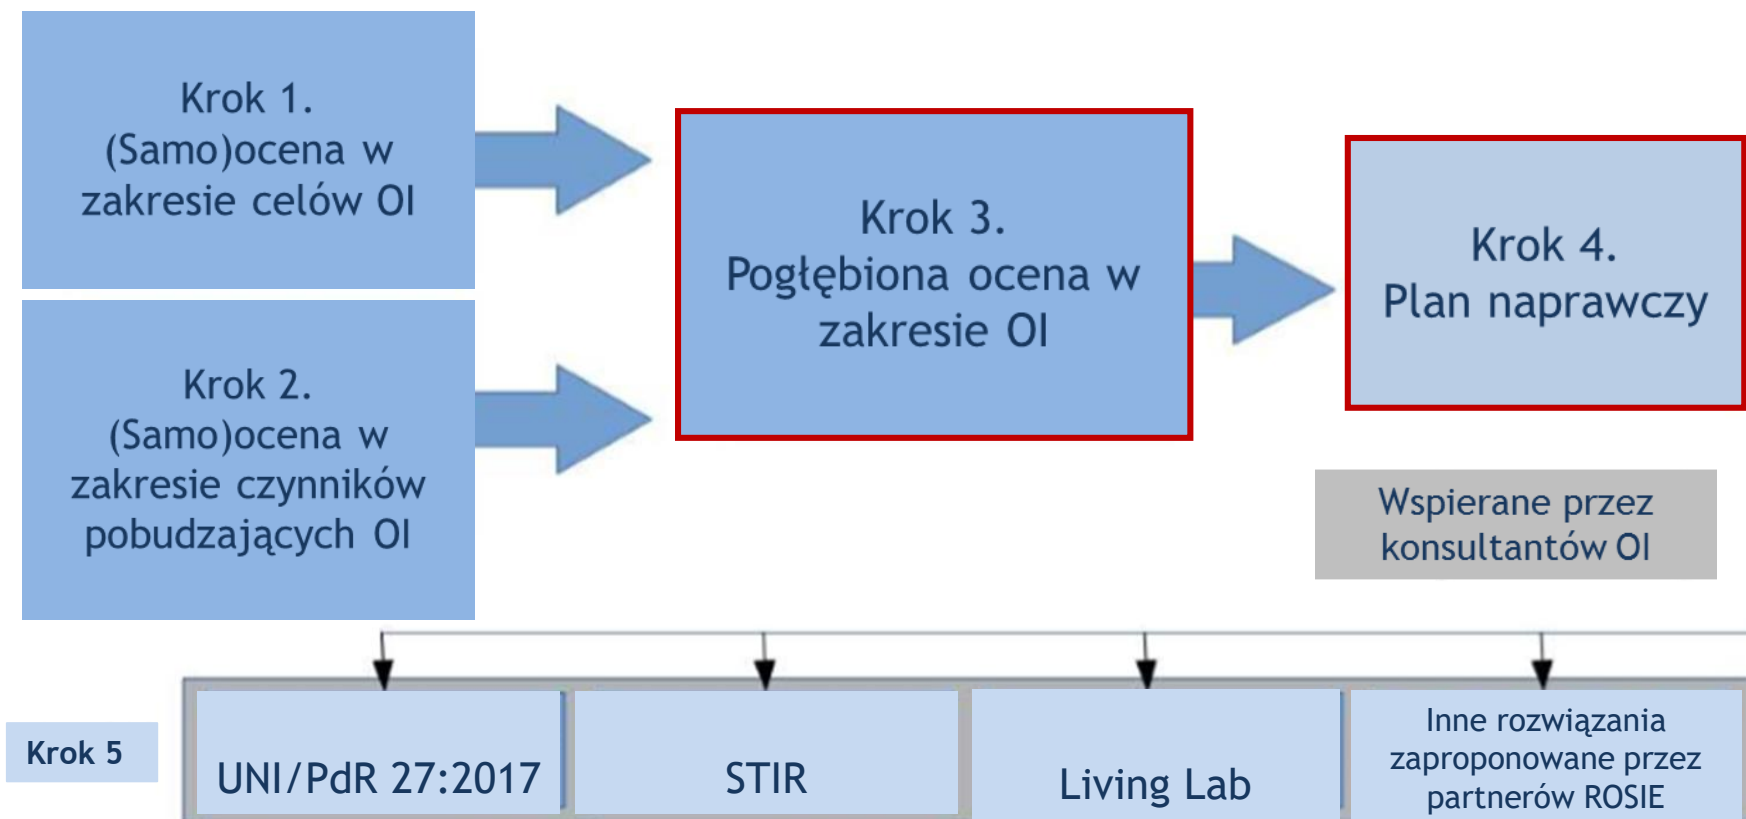 Krok 1.
(Samo)ocena w
zakresie celów OI
Krok 2.
(Samo)ocena w
zakresie czynników
pobudzających OI
Krok 3.
Pogłębiona ocena w
zakresie OI
Krok 4.
Plan naprawczy
Wspierane przez
konsultantów OI
Krok 5
UNI/PdR 27:2017
STIR
Living Lab
Inne rozwiązania
zaproponowane przez
partnerów ROSIE